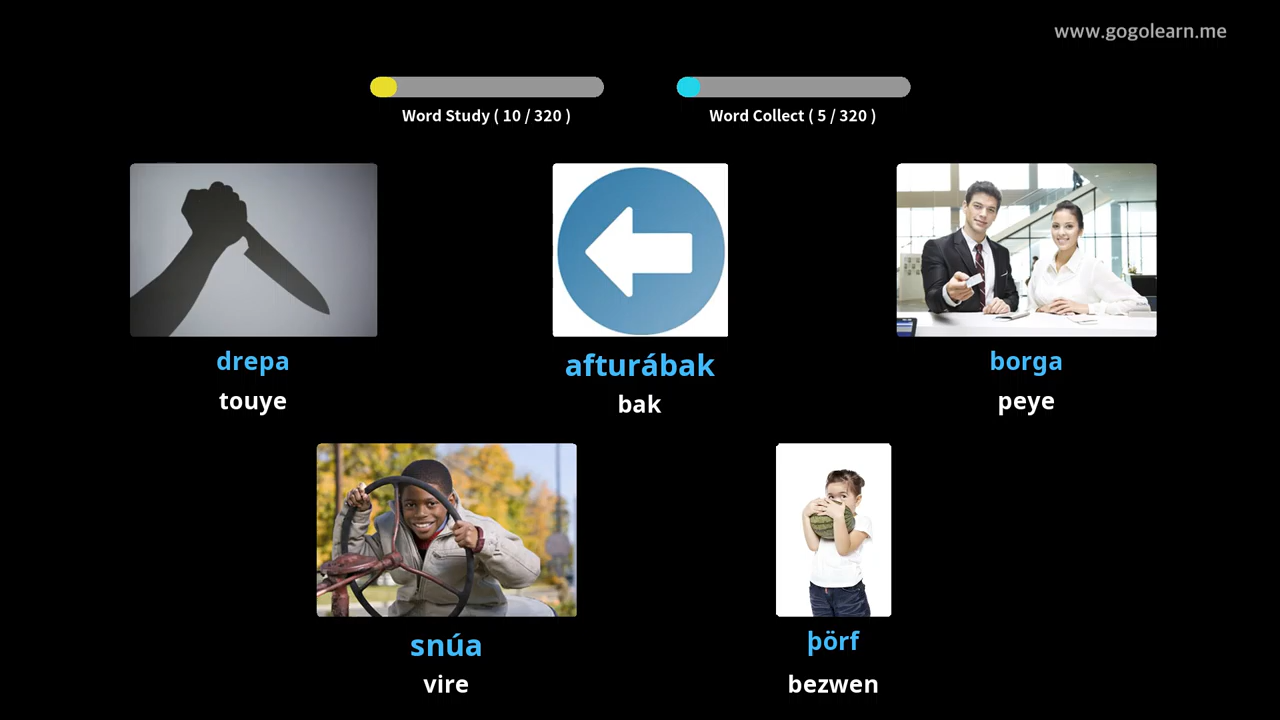 www.gogolearn.me
Word Study ( 10 / 320 )
Word Collect ( 5 / 320 )
drepa
touye
afturábak
bak
borga
peye
snúa
vire
þörf
bezwen